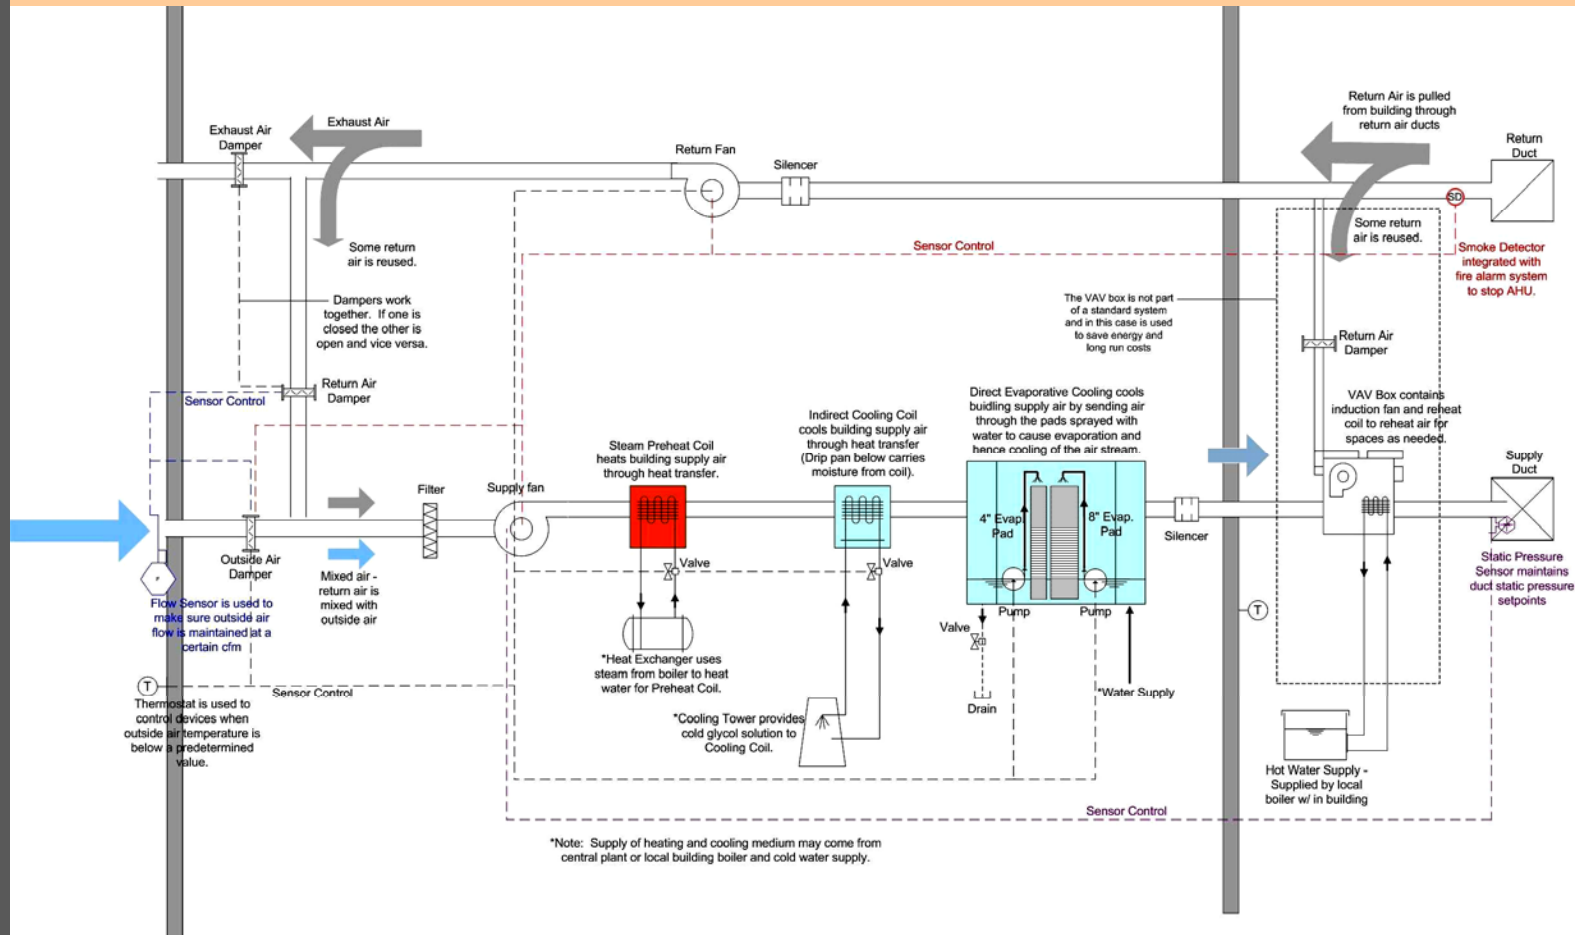 Exhaust Air
Damper
Exhaust Air
Return Fan
Silencer
Return Air is pulled
from building through
return air ducts
Return
Duct
SD
Some return
air is reused.
Some return
air is reused.
Sensor Control
Smoke Detector
integrated with
fire alarm system
to stop AHU.
Dampers work
together. If one is
closed the other is
open and vice versa.
The VAV box is not part
of a standard system
and in this case is used
to save energy and
long run costs
Return Air
Damper
Return Air
Damper
Sensor Control
Direct Evaporative Cooling cools
buidling supply air by sending air
through the pads sprayed with
water to cause evaporation and
hence cooling of the air stream.
VAV Box contains
induction fan and reheat
coil to reheat air for
spaces as needed.
Indirect Cooling Coil
cools building supply air
through heat transfer
(Drip pan below carries
moisture from coil).
Steam Preheat Coil
heats building supply air
through heat transfer.
Supply
Duct
Filter
Supply fan
4" Evap.
Pad
8" Evap.
Pad
Silencer
Outside Air
Damper
Valve
Valve
Mixed air -
return air is
mixed with
outside air
F
Flow Sensor is used to
make sure outside air
flow is maintained at a
certain cfm
Static Pressure
Sensor maintains
duct static pressure
setpoints
Pump
Pump
T
Valve
*Heat Exchanger uses
steam from boiler to heat
water for Preheat Coil.
T
Sensor Control
*Water Supply
Drain
Thermostat is used to
control devices when
outside air temperature is
below a predetermined
value.
*Cooling Tower provides
cold glycol solution to
Cooling Coil.
Hot Water Supply -
Supplied by local
boiler w/ in building
Sensor Control
*Note: Supply of heating and cooling medium may come from
central plant or local building boiler and cold water supply.